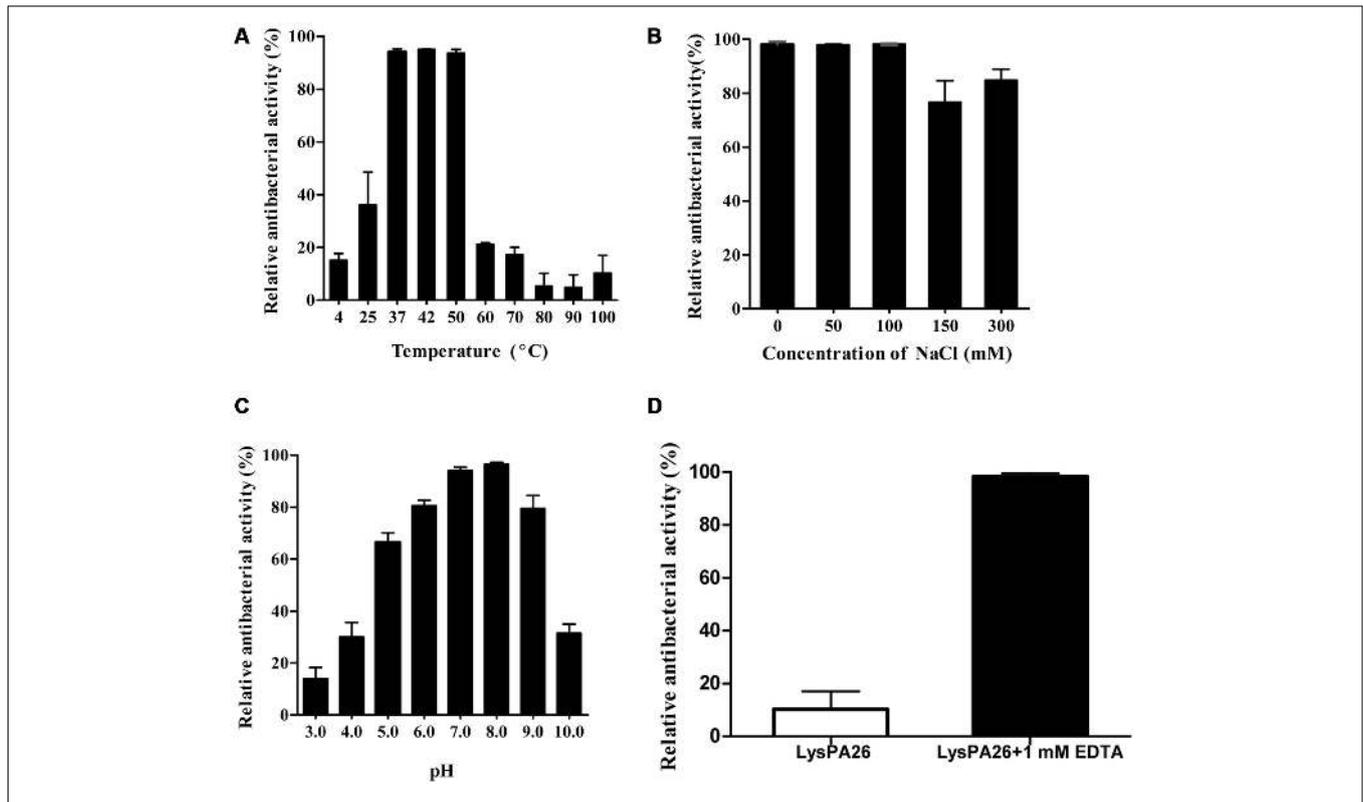 A
Relative antibacterial activity (%)
100
80
60
40
20
0
4 25 37 42 50 60 70 80 90 100
Temperature (°C)
B
Relative antibacterial activity(%)
100
80
60
40
20
0
0 50 100 150 300
Concentration of NaCl (mM)
C
Relative antibacterial activity (%)
100
80
60
40
20
0
3.0 4.0 5.0 6.0 7.0 8.0 9.0 10.0
pH
D
Relative antibacterial activity (%)
100
80
60
40
20
0
LysPA26 LysPA26+1 mM EDTA